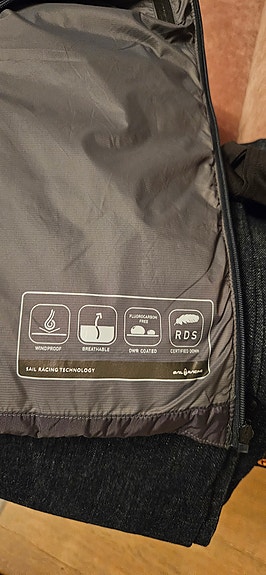 FLUOROCARBON
FREE
RDS
WINDPROOF
BREATHABLE
DWR COATED
CERTIFIED DOWN
SAIL RACING TECHNOLOGY